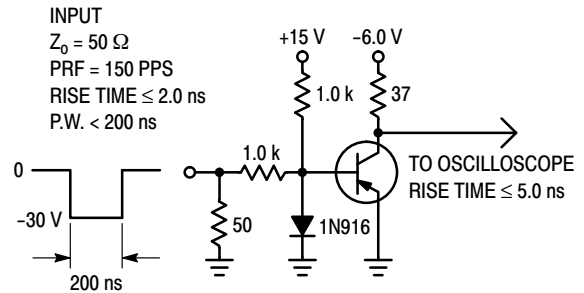 INPUT
Zo = 50 Ω
PRF = 150 PPS
RISE TIME ≤ 2.0 ns
P.W. < 200 ns
+15 V
−6.0 V
1.0 k
37
1.0 k
0
−30 V
50
1N916
200 ns
TO OSCILLOSCOPE
RISE TIME ≤ 5.0 ns